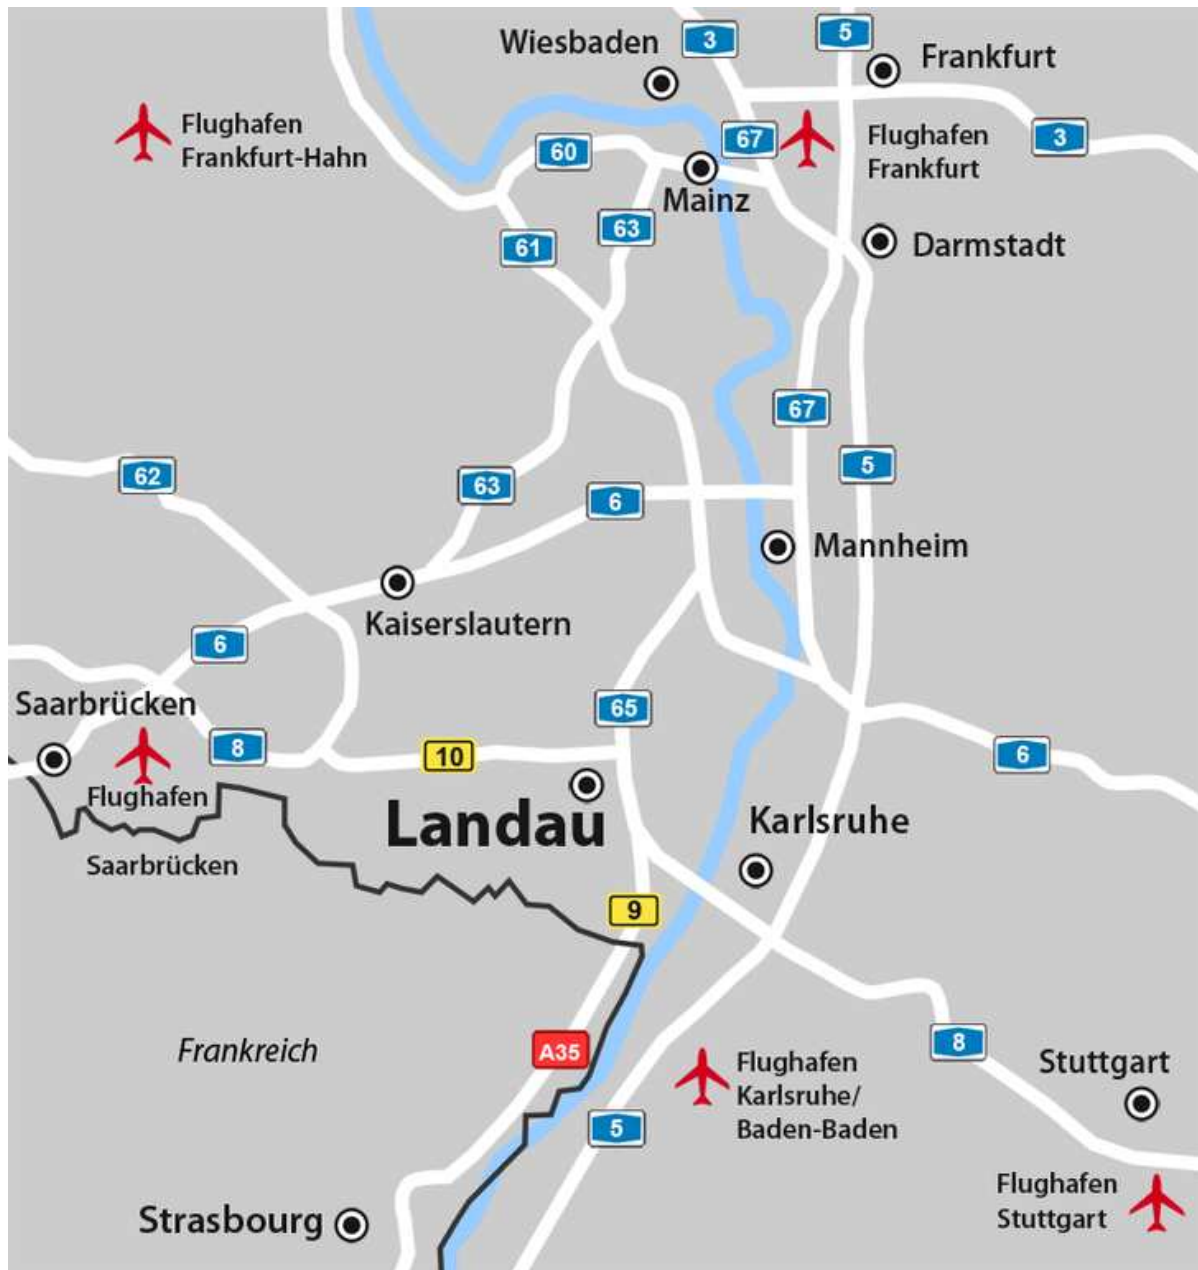 Wiesbaden
3
5
Frankfurt
Flughafen
Frankfurt-Hahn
60
67
Flughafen
Frankfurt
3
Mainz
63
61
Darmstadt
67
62
63
6
5
Mannheim
Kaiserslautern
6
Saarbrücken
65
8
10
6
Flughafen
Saarbrücken
Landau
Karlsruhe
9
Frankreich
A35
8
Stuttgart
Flughafen
Karlsruhe/
Baden-Baden
5
Flughafen
Stuttgart
Strasbourg